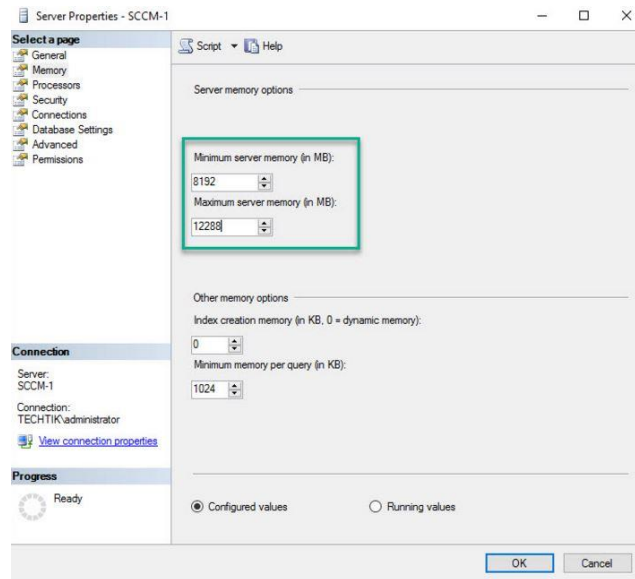 Server Properties - SCCM-1
Select a page
General
Memory
Processors
Security
Connections
Database Settings
Advanced
Permissions
Connection
Server:
SCCM-1
Connection:
TECHTIK\administrator
View connection properties
Progress
Ready
Script Help
Server memory options
Minimum server memory (in MB):
8192
Maximum server memory (in MB):
12288
Other memory options
Index creation memory (in KB, 0 = dynamic memory):
0
Minimum memory per query (in KB):
1024
Configured values Running values
OK Cancel